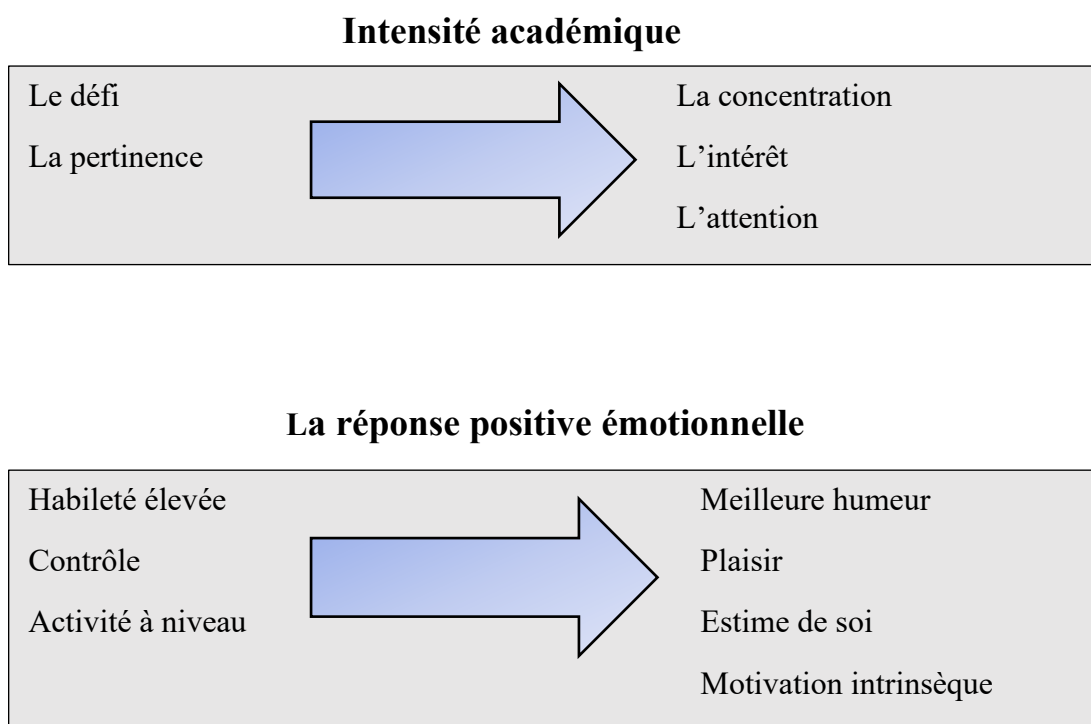 Intensité académique
Le défi
La pertinence
La concentration
L’intérêt
L’attention
La réponse positive émotionnelle
Habileté élevée
Contrôle
Activité à niveau
Meilleure humeur
Plaisir
Estime de soi
Motivation intrinsèque